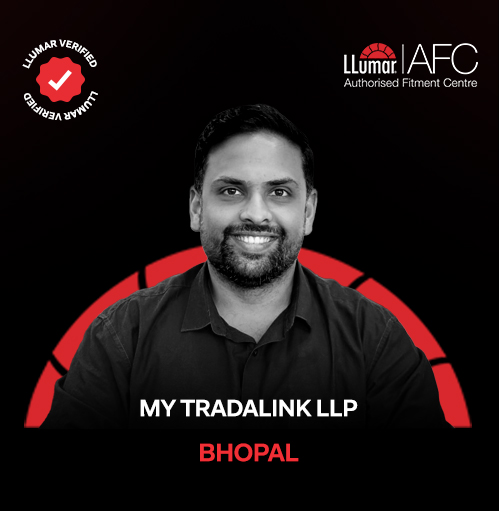 LLUMAR VERIFIED
LLUMAR VERIFIED
LLumar | AFC
Authorised Fitment Centre
MY TRADALINK LLP
BHOPAL